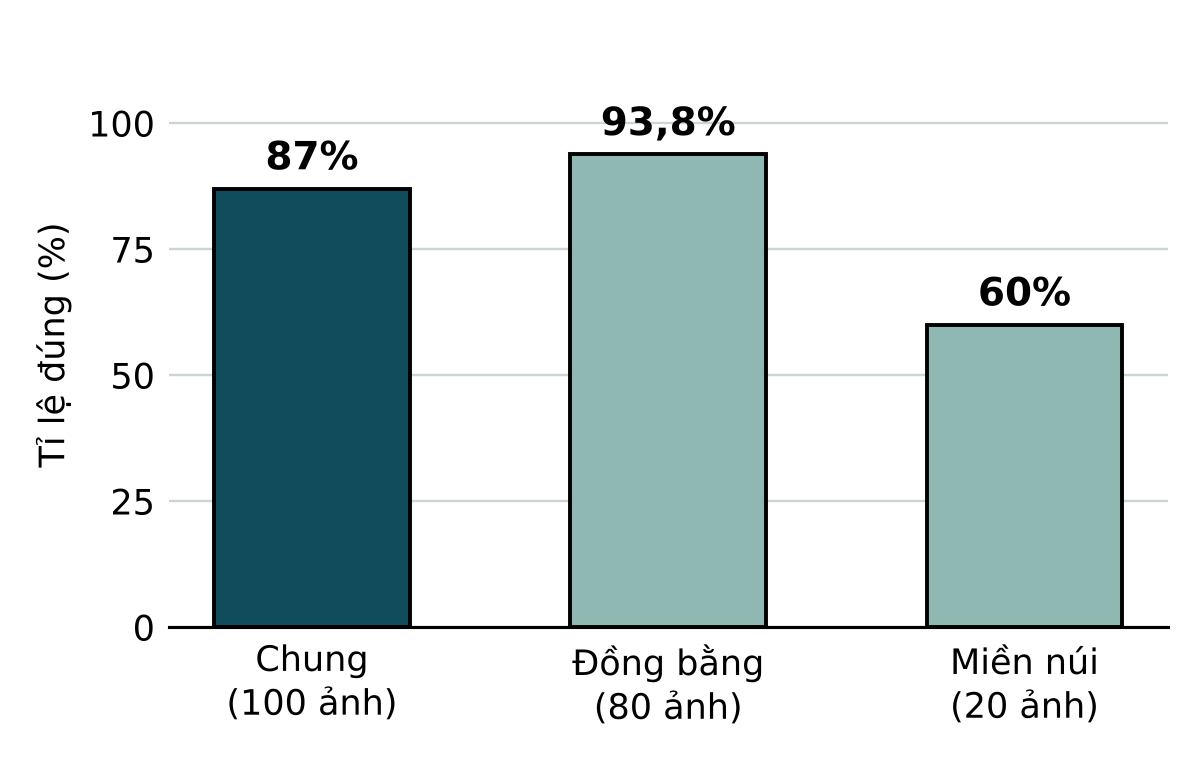 Tỉ lệ đúng (%)
100
75
50
25
0
87%
93,8%
60%
Chung
(100 ảnh)
Đồng bằng
(80 ảnh)
Miền núi
(20 ảnh)